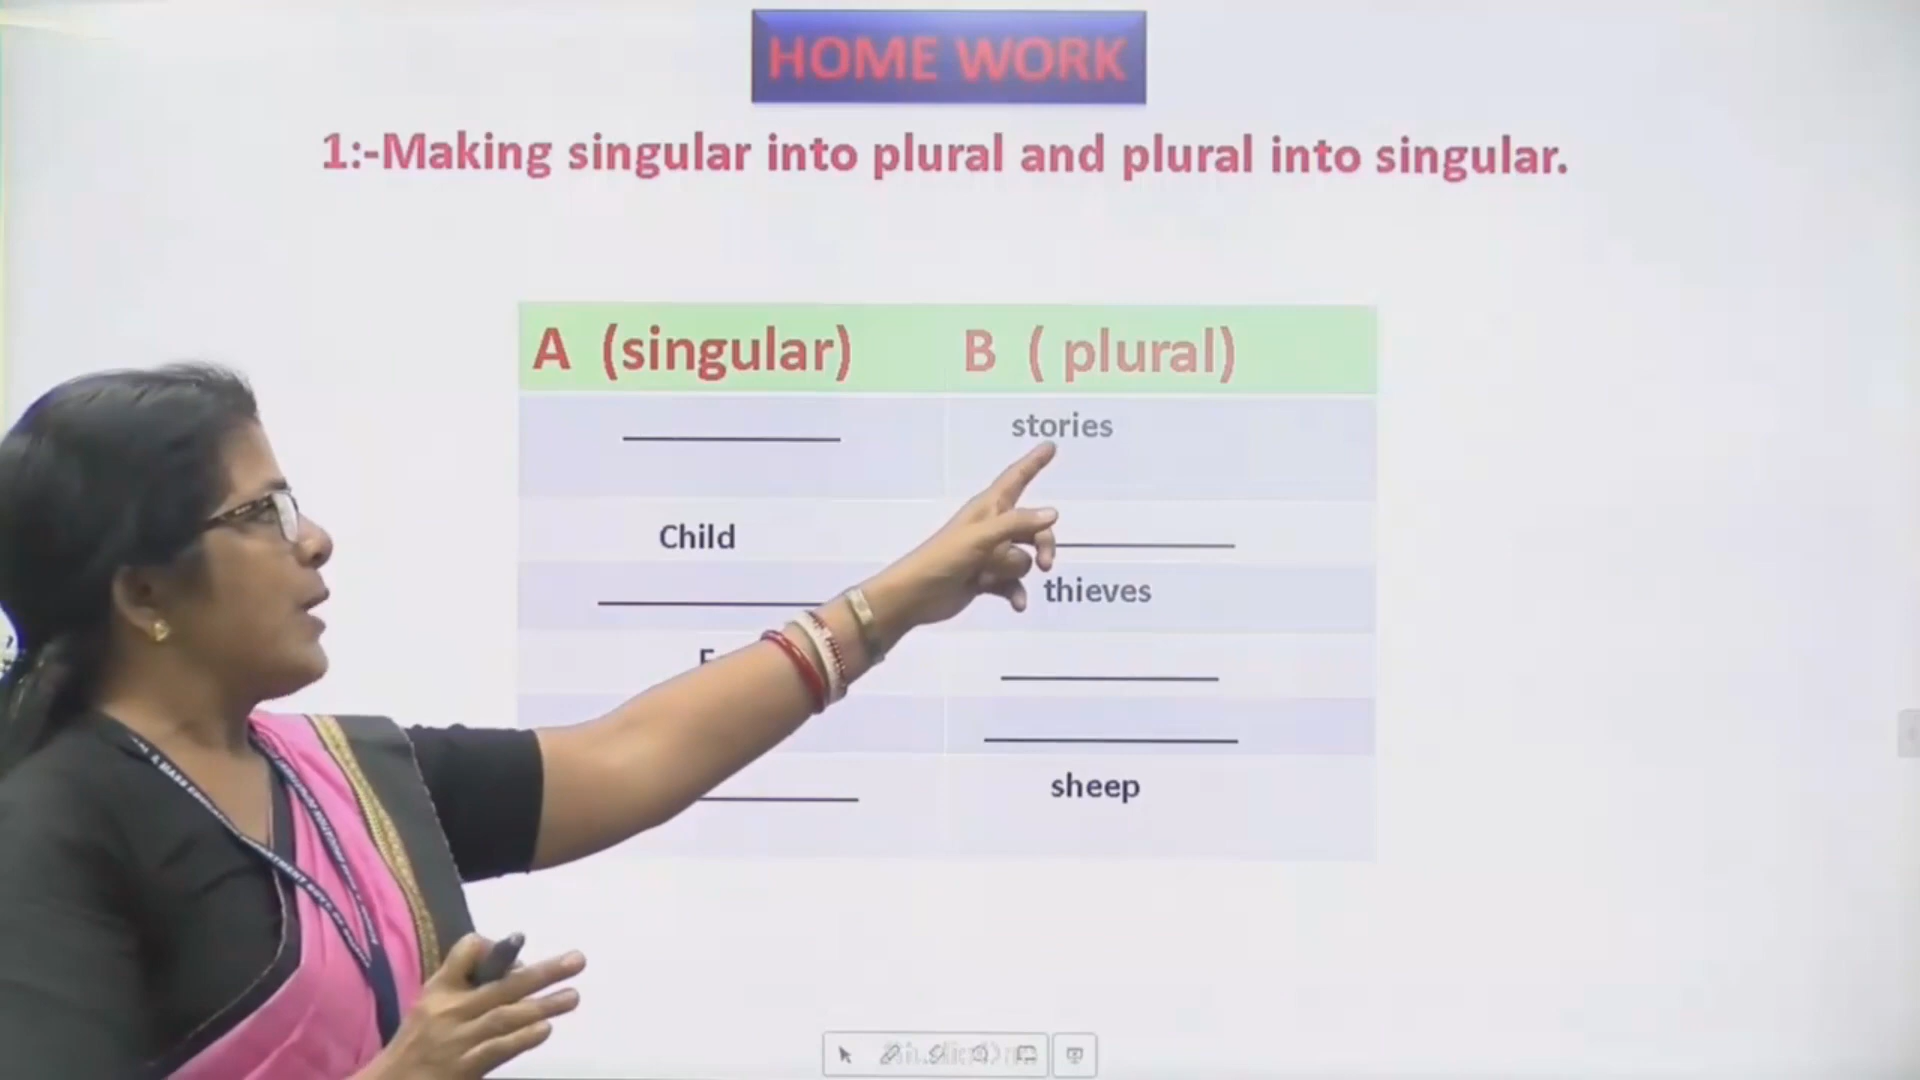 HOME WORK
1:-Making singular into plural and plural into singular.
A (singular) B ( plural)
stories
Child
thieves
sheep